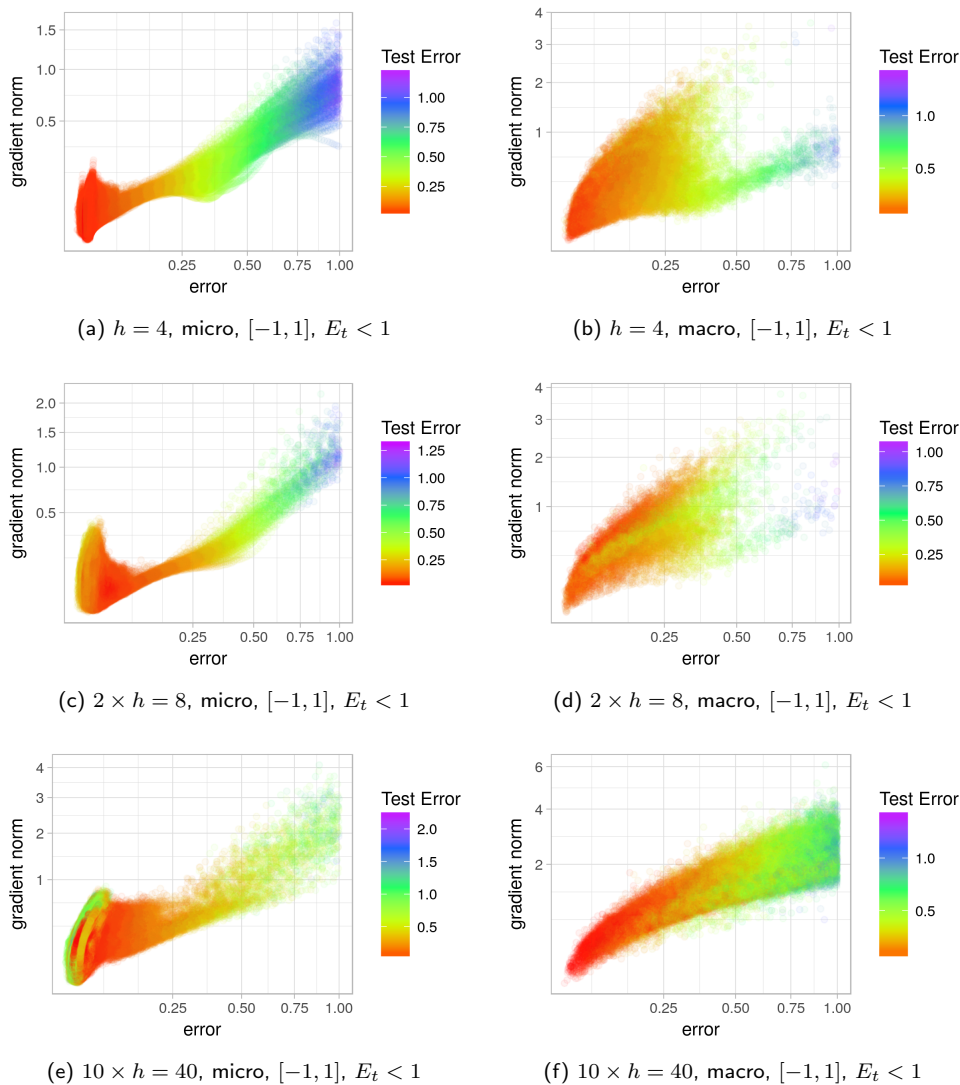 1.5
1.0
0.5
gradient norm
0.25
0.50
0.75
1.00
error
Test Error
1.00
0.75
0.50
0.25
(a) h = 4, micro, [−1, 1], E_t < 1
4
3
2
1
gradient norm
0.25
0.50
0.75
1.00
error
Test Error
1.0
0.5
(b) h = 4, macro, [−1, 1], E_t < 1
2.0
1.5
1.0
0.5
gradient norm
0.25
0.50
0.75
1.00
error
Test Error
1.25
1.00
0.75
0.50
0.25
(c) 2 × h = 8, micro, [−1, 1], E_t < 1
4
3
2
1
gradient norm
0.25
0.50
0.75
1.00
error
Test Error
1.00
0.75
0.50
0.25
(d) 2 × h = 8, macro, [−1, 1], E_t < 1
4
3
2
1
gradient norm
0.25
0.50
0.75
1.00
error
Test Error
2.0
1.5
1.0
0.5
(e) 10 × h = 40, micro, [−1, 1], E_t < 1
6
4
2
gradient norm
0.25
0.50
0.75
1.00
error
Test Error
1.0
0.5
(f) 10 × h = 40, macro, [−1, 1], E_t < 1